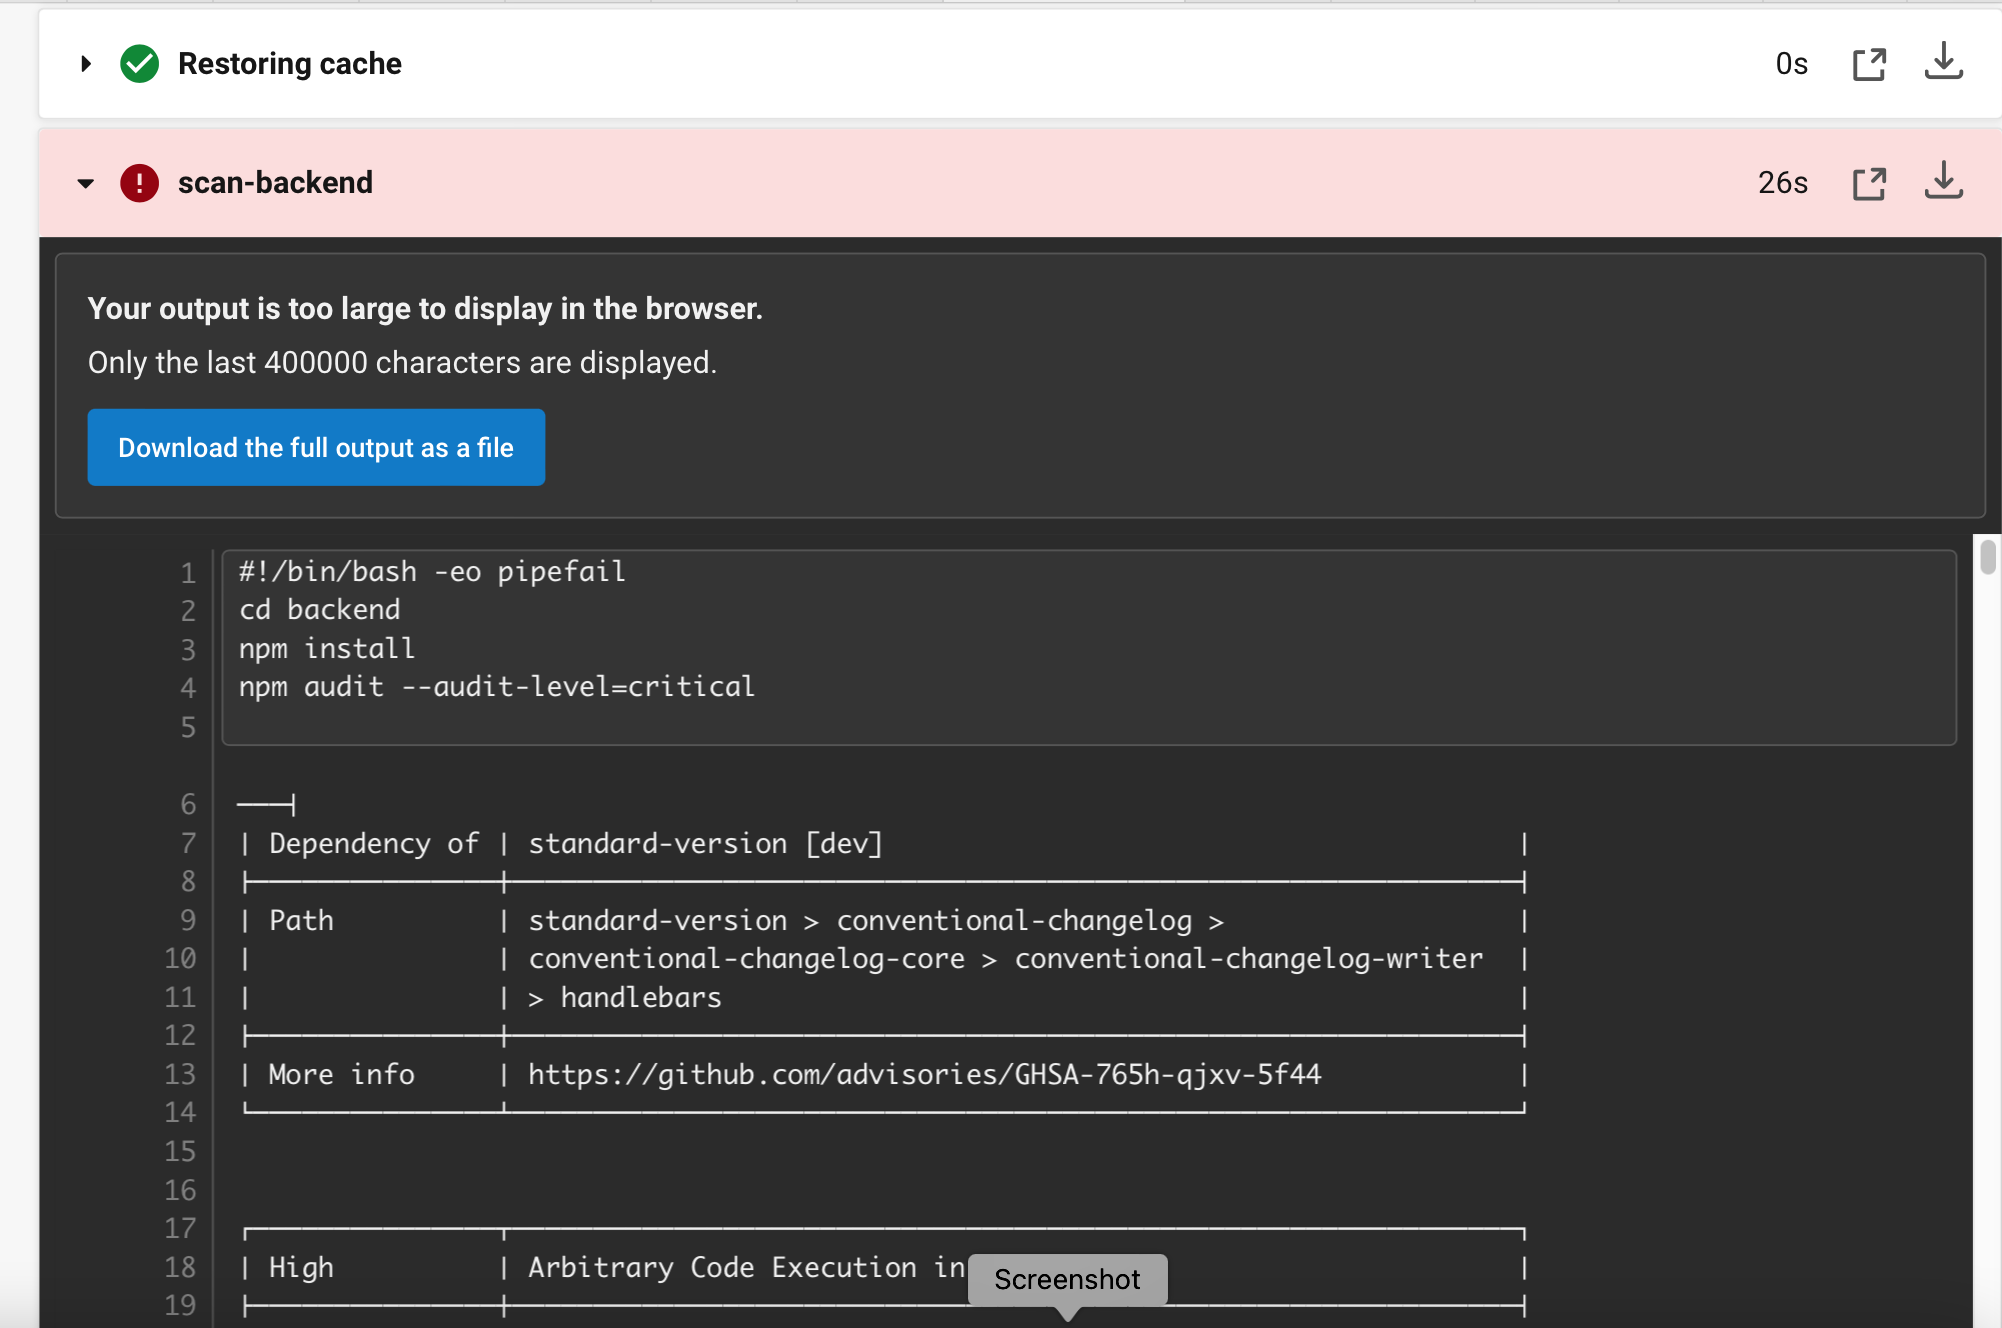 Restoring cache 0s
scan-backend 26s
Your output is too large to display in the browser.
Only the last 400000 characters are displayed.
Download the full output as a file
1 #!/bin/bash -eo pipefail
2 cd backend
3 npm install
4 npm audit --audit-level=critical
5
6
7 | Dependency of | standard-version [dev] |
8
9 | Path | standard-version > conventional-changelog > |
10 | | conventional-changelog-core > conventional-changelog-writer |
11 | | > handlebars |
12
13 | More info | https://github.com/advisories/GHSA-765h-qjxv-5f44 |
14
15
16
17
18 | High | Arbitrary Code Execution in |
Screenshot
19